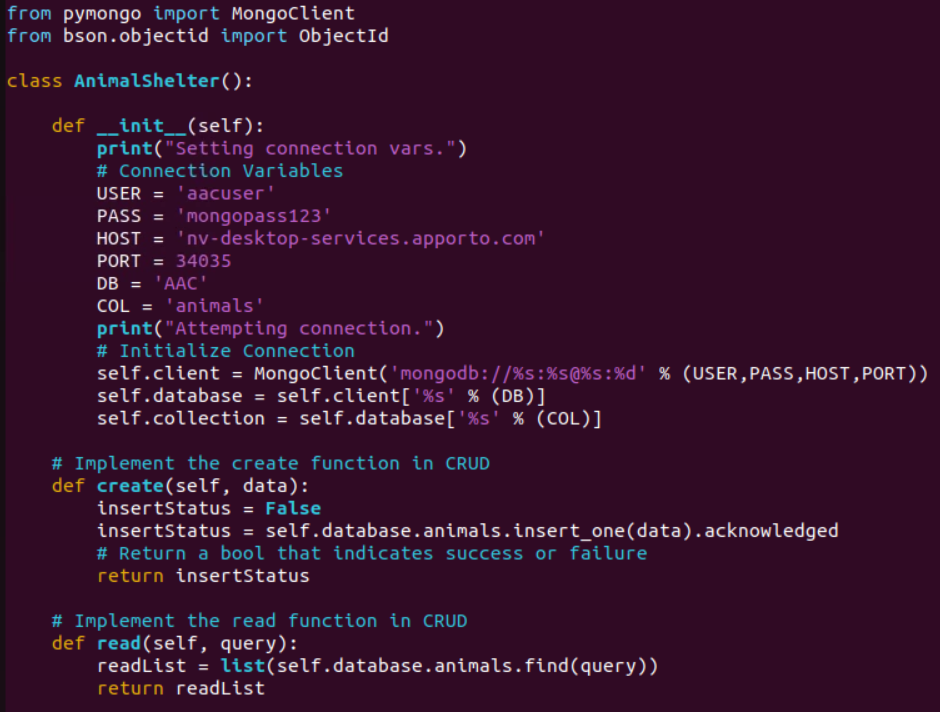 from pymongo import MongoClient
from bson.objectid import ObjectId

class AnimalShelter():

    def __init__(self):
        print("Setting connection vars.")
        # Connection Variables
        USER = 'aacuser'
        PASS = 'mongopass123'
        HOST = 'nv-desktop-services.apporto.com'
        PORT = 34035
        DB = 'AAC'
        COL = 'animals'
        print("Attempting connection.")
        # Initialize Connection
        self.client = MongoClient('mongodb://%s:%s@%s:%d' % (USER,PASS,HOST,PORT))
        self.database = self.client['%s' % (DB)]
        self.collection = self.database['%s' % (COL)]

    # Implement the create function in CRUD
    def create(self, data):
        insertStatus = False
        insertStatus = self.database.animals.insert_one(data).acknowledged
        # Return a bool that indicates success or failure
        return insertStatus

    # Implement the read function in CRUD
    def read(self, query):
        readList = list(self.database.animals.find(query))
        return readList